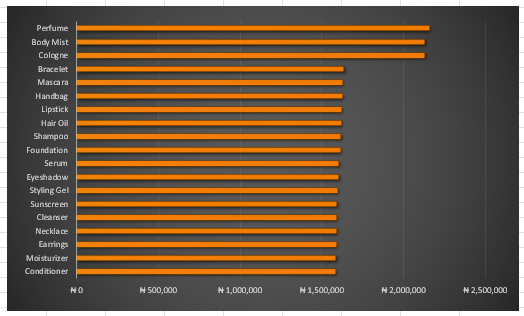 Perfume
Body Mist
Cologne
Bracelet
Mascara
Handbag
Lipstick
Hair Oil
Shampoo
Foundation
Serum
Eyeshadow
Styling Gel
Sunscreen
Cleanser
Necklace
Earrings
Moisturizer
Conditioner
₦ 0 ₦ 500,000 ₦ 1,000,000 ₦ 1,500,000 ₦ 2,000,000 ₦ 2,500,000